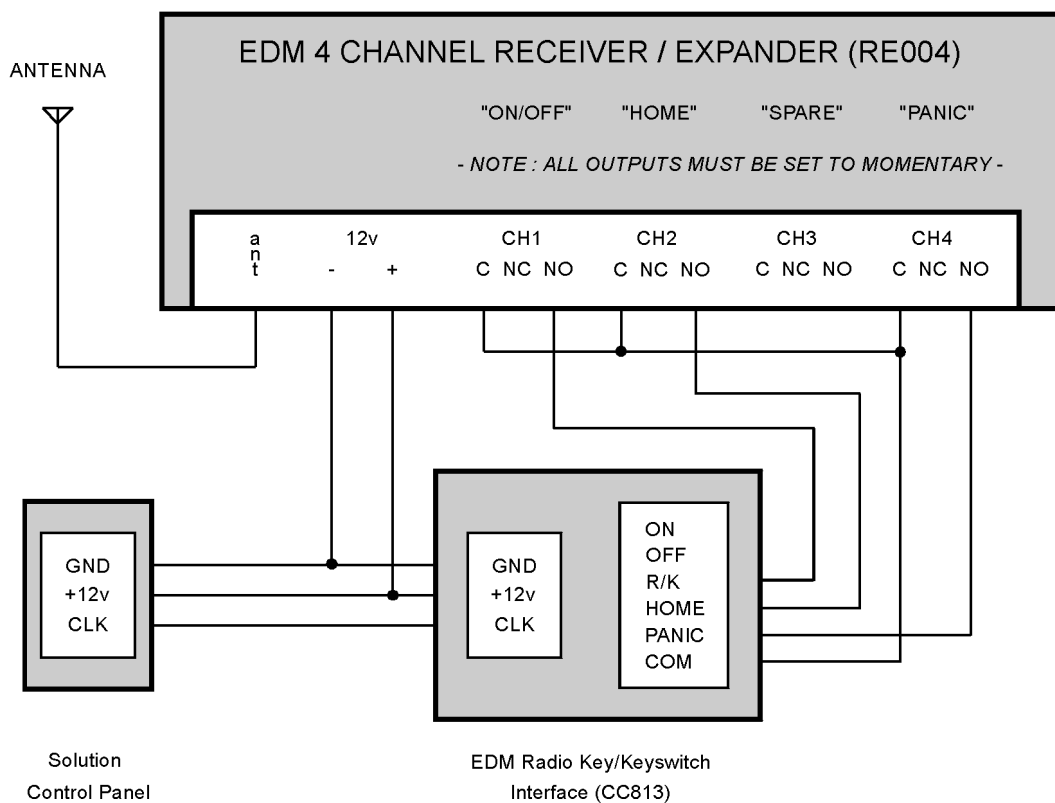 EDM 4 CHANNEL RECEIVER / EXPANDER (RE004)
ANTENNA
"ON/OFF" "HOME" "SPARE" "PANIC"
- NOTE : ALL OUTPUTS MUST BE SET TO MOMENTARY -
ant 12v CH1 CH2 CH3 CH4
- + C NC NO C NC NO C NC NO C NC NO
GND
+12v
CLK
GND
+12v
CLK
ON
OFF
R/K
HOME
PANIC
COM
Solution
Control Panel
EDM Radio Key/Keyswitch
Interface (CC813)